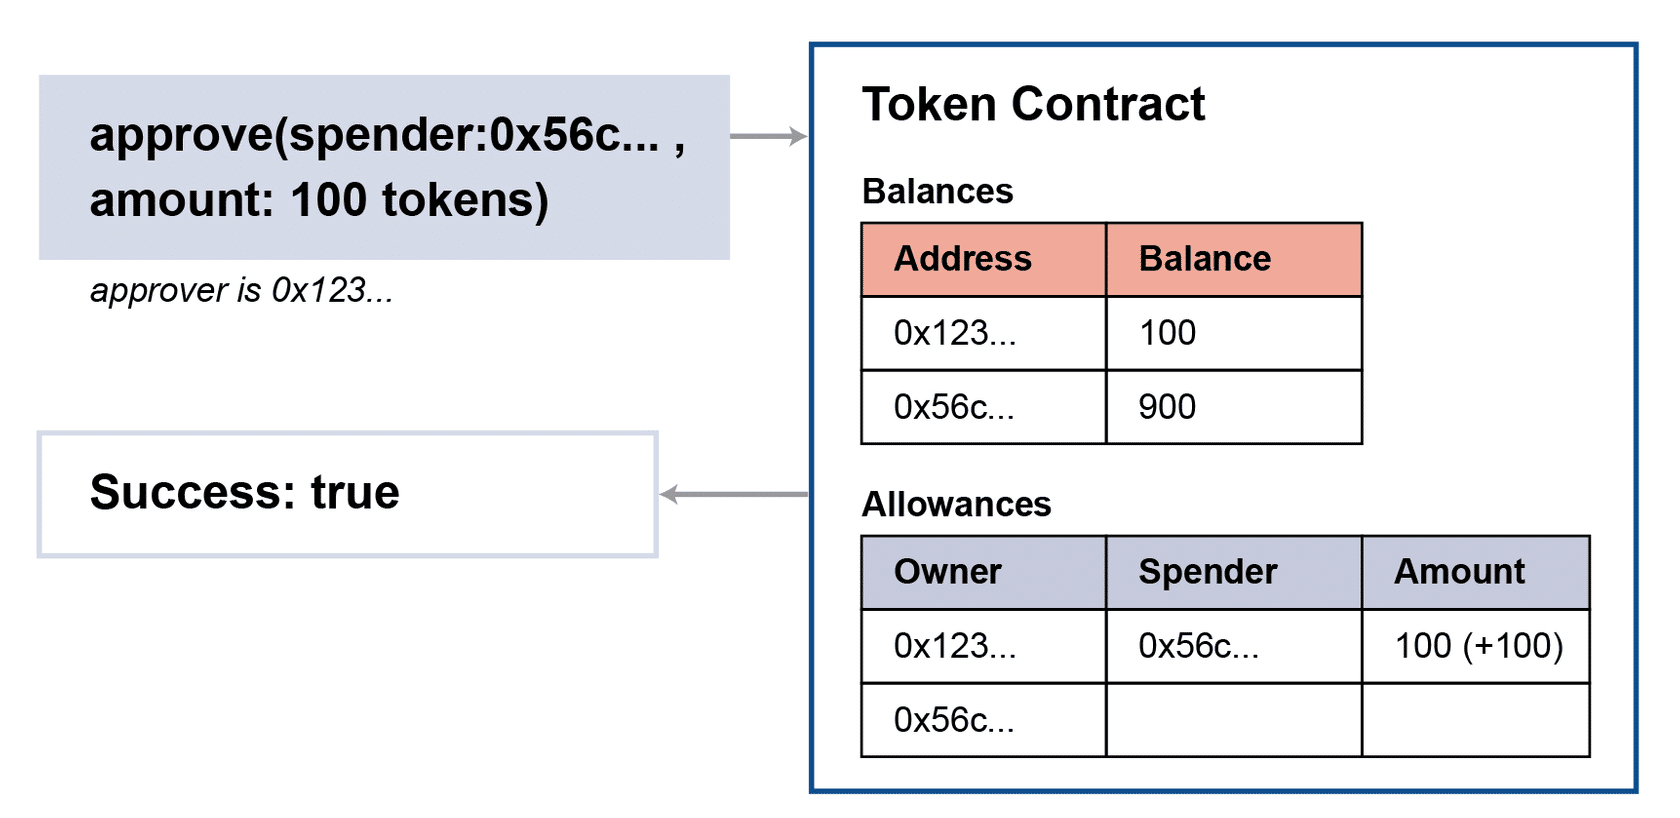 approve(spender:0x56c... ,
amount: 100 tokens)
approver is 0x123...
Success: true
Token Contract
Balances
Address Balance
0x123... 100
0x56c... 900
Allowances
Owner Spender Amount
0x123... 0x56c... 100 (+100)
0x56c...